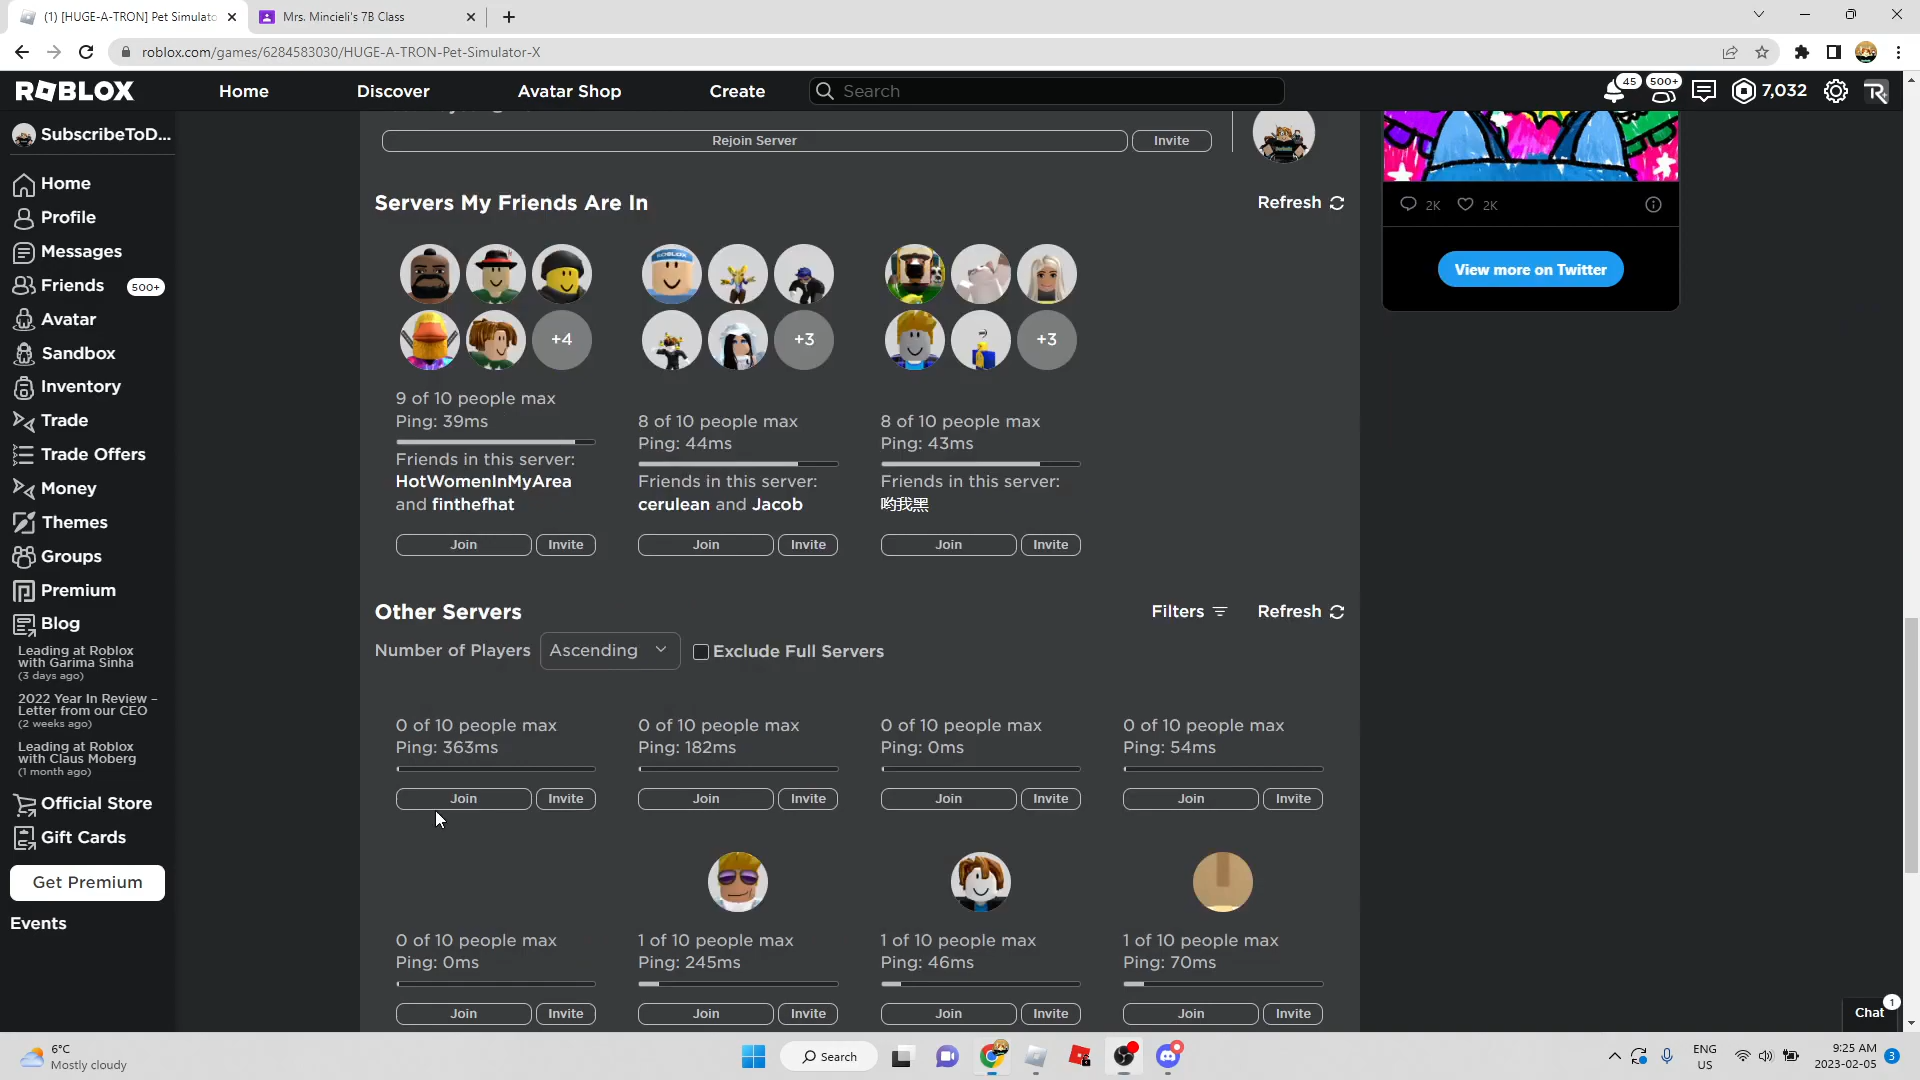 (1) [HUGE-A-TRON] Pet Simulato
Mrs. Mincieli's 7B Class
roblox.com/games/6284583030/HUGE-A-TRON-Pet-Simulator-X
ROBLOX
Home
Discover
Avatar Shop
Create
Search
45
500+
7,032
SubscribeToD...
Home
Profile
Messages
Friends
500+
Avatar
Sandbox
Inventory
Trade
Trade Offers
Money
Themes
Groups
Premium
Blog
Leading at Roblox
with Garima Sinha
(3 days ago)
2022 Year In Review –
Letter from our CEO
(2 weeks ago)
Leading at Roblox
with Claus Moberg
(1 month ago)
Official Store
Gift Cards
Get Premium
Events
Rejoin Server
Invite
Servers My Friends Are In
Refresh
ROBLOX
+4
+3
+3
9 of 10 people max
Ping: 39ms
Friends in this server:
HotWomenInMyArea
and finthefhat
Join
Invite
8 of 10 people max
Ping: 44ms
Friends in this server:
cerulean and Jacob
Join
Invite
8 of 10 people max
Ping: 43ms
Friends in this server:
哟我黑
Join
Invite
Other Servers
Filters
Refresh
Number of Players
Ascending
Exclude Full Servers
0 of 10 people max
Ping: 363ms
Join
Invite
0 of 10 people max
Ping: 182ms
Join
Invite
0 of 10 people max
Ping: 0ms
Join
Invite
0 of 10 people max
Ping: 54ms
Join
Invite
0 of 10 people max
Ping: 0ms
Join
Invite
1 of 10 people max
Ping: 245ms
Join
Invite
1 of 10 people max
Ping: 46ms
Join
Invite
1 of 10 people max
Ping: 70ms
Join
Invite
2K
2K
View more on Twitter
Chat
1
6°C
Mostly cloudy
Search
ENG
US
9:25 AM
2023-02-05
3